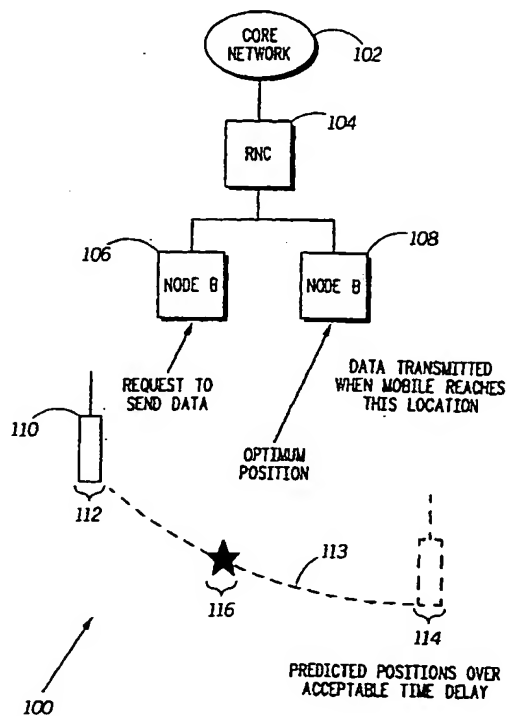 CORE
NETWORK
102
104
RNC
106
108
NODE B
NODE B
REQUEST TO
SEND DATA
DATA TRANSMITTED
WHEN MOBILE REACHES
THIS LOCATION
110
OPTIMUM
POSITION
112
113
116
114
PREDICTED POSITIONS OVER
ACCEPTABLE TIME DELAY
100